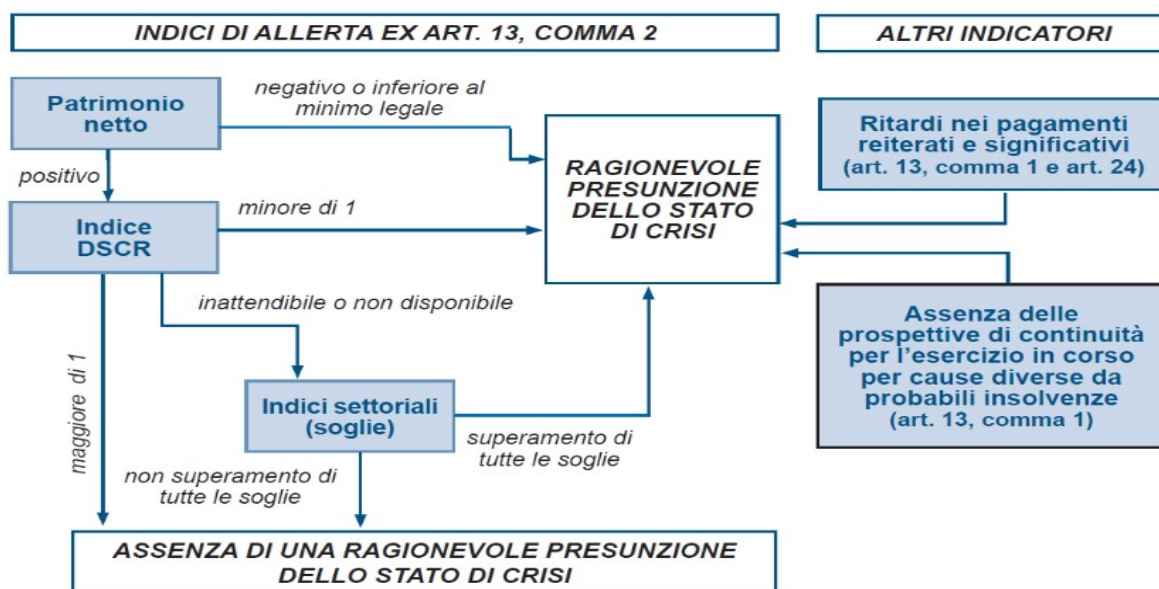 INDICI DI ALLERTA EX ART. 13, COMMA 2
ALTRI INDICATORI
Patrimonio
netto
negativo o inferiore al
minimo legale
positivo
Indice
DSCR
minore di 1
RAGIONEVOLE
PRESUNZIONE
DELLO STATO
DI CRISI
Ritardi nei pagamenti
reiterati e significativi
(art. 13, comma 1 e art. 24)
inattendibile o non disponibile
maggiore di 1
Indici settoriali
(soglie)
superamento di
tutte le soglie
non superamento di
tutte le soglie
Assenza delle
prospettive di continuità
per l'esercizio in corso
per cause diverse da
probabili insolvenze
(art. 13, comma 1)
ASSENZA DI UNA RAGIONEVOLE PRESUNZIONE
DELLO STATO DI CRISI